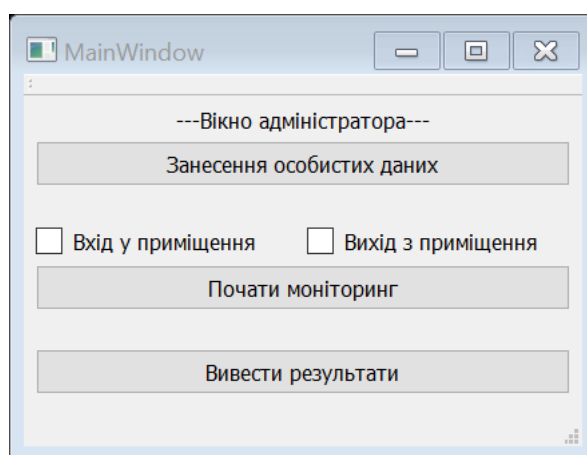 MainWindow
---Вікно адміністратора---
Занесення особистих даних
Вхід у приміщення Вихід з приміщення
Почати моніторинг
Вивести результати